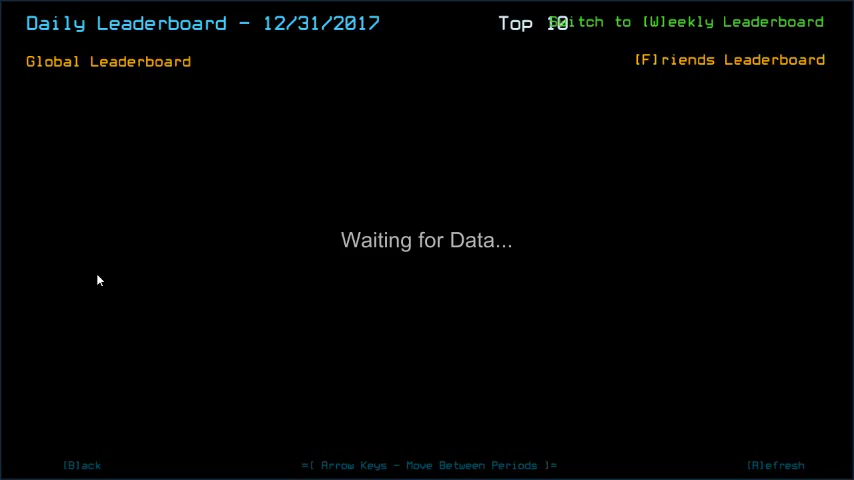 Daily Leaderboard - 12/31/2017
Top 10
Switch to [W]eekly Leaderboard
Global Leaderboard
[F]riends Leaderboard
Waiting for Data...
[B]ack
=[ Arrow Keys - Move Between Periods ]=
[R]efresh